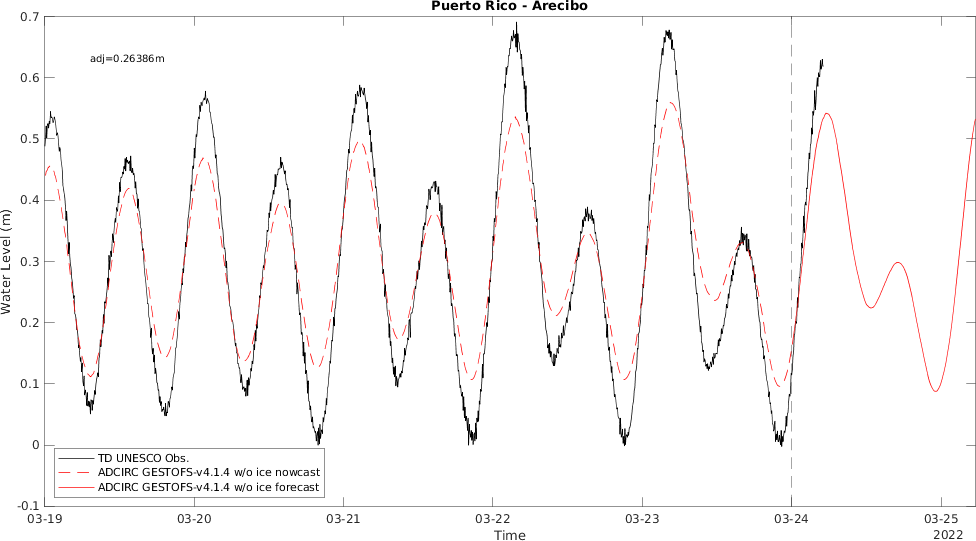 Puerto Rico - Arecibo
0.7
adj=0.26386m
0.6
0.5
0.4
0.3
0.2
0.1
0
-0.1
Water Level (m)
TD UNESCO Obs.
ADCIRC GESTOFS-v4.1.4 w/o ice nowcast
ADCIRC GESTOFS-v4.1.4 w/o ice forecast
03-19 03-20 03-21 03-22 03-23 03-24 03-25
Time
2022